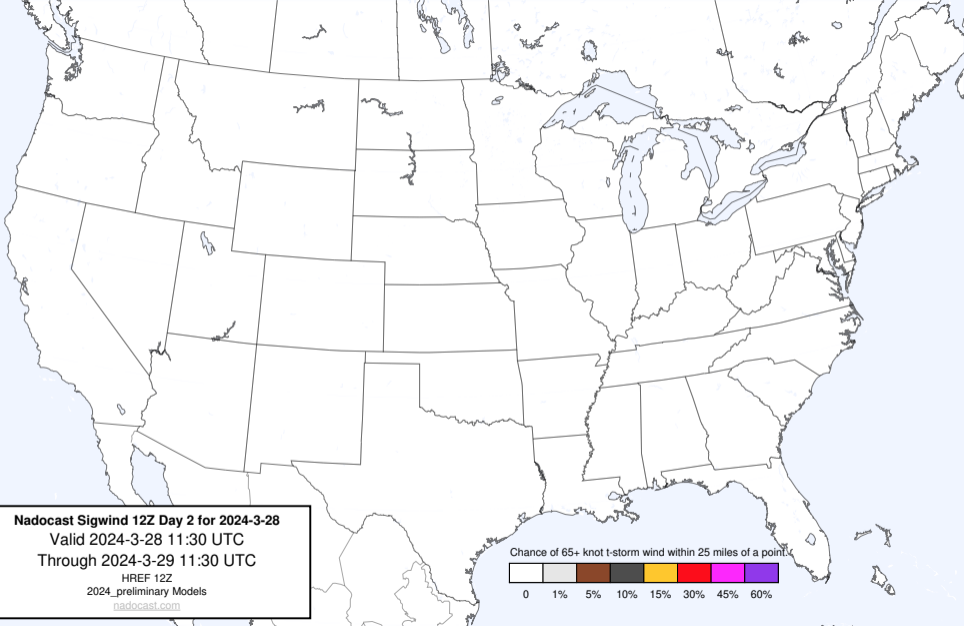 Nadocast Sigwind 12Z Day 2 for 2024-3-28
Valid 2024-3-28 11:30 UTC
Through 2024-3-29 11:30 UTC
HREF 12Z
2024_preliminary Models
nadocast.com
Chance of 65+ knot t-storm wind within 25 miles of a point.
0 1% 5% 10% 15% 30% 45% 60%